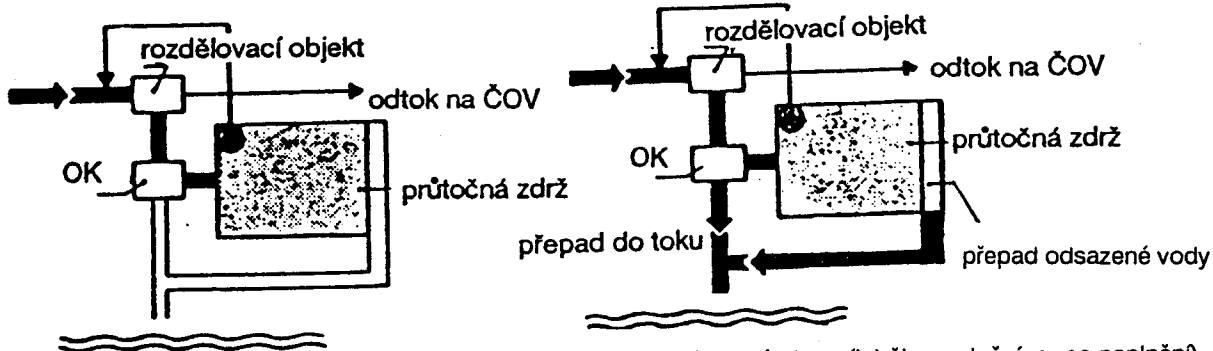 rozdělovací objekt
odtok na ČOV
OK
průtočná zdrž
rozdělovací objekt
odtok na ČOV
OK
průtočná zdrž
přepad do toku
přepad odsazené vody